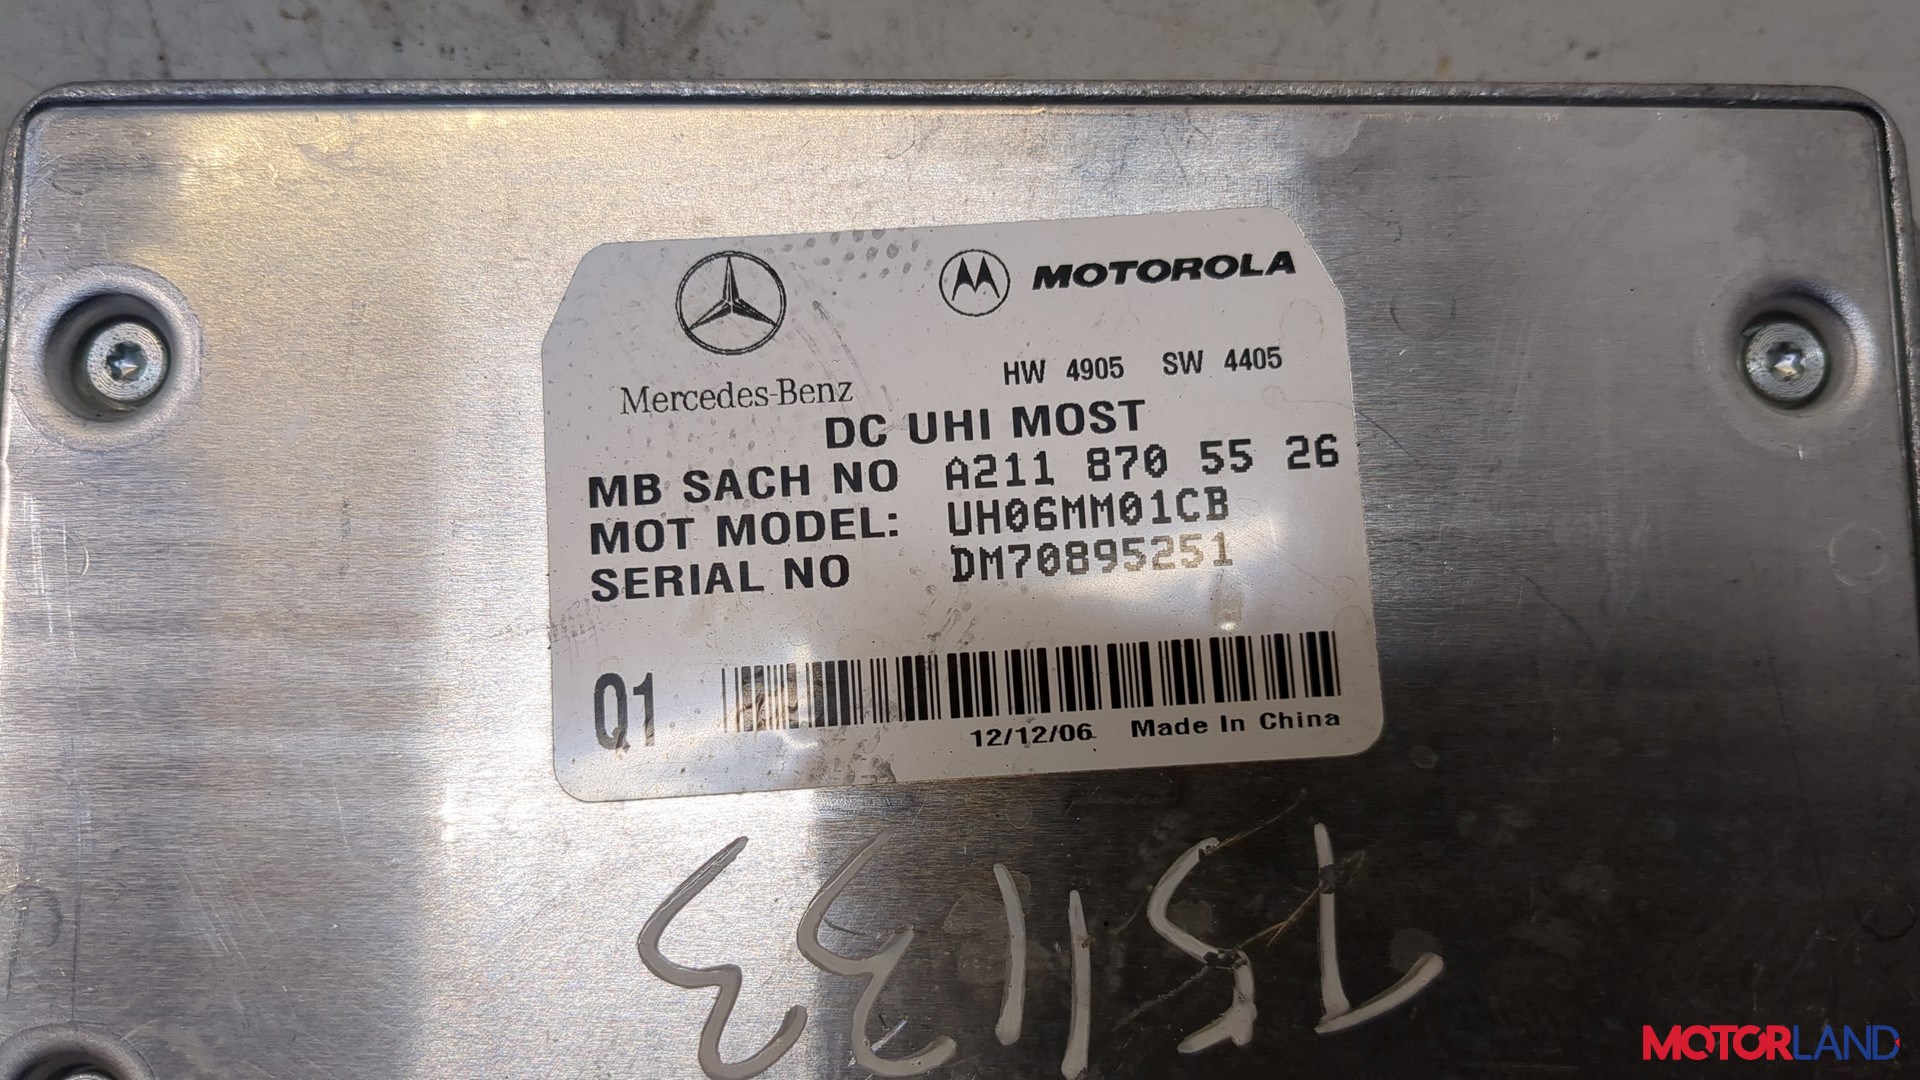 MOTOROLA
Mercedes-Benz
HW 4905 SW 4405
DC UHI MOST
MB SACH NO A211 870 55 26
MOT MODEL: UH06MM01CB
SERIAL NO DM70895251
Q1
12/12/06 Made In China
MOTORLAND